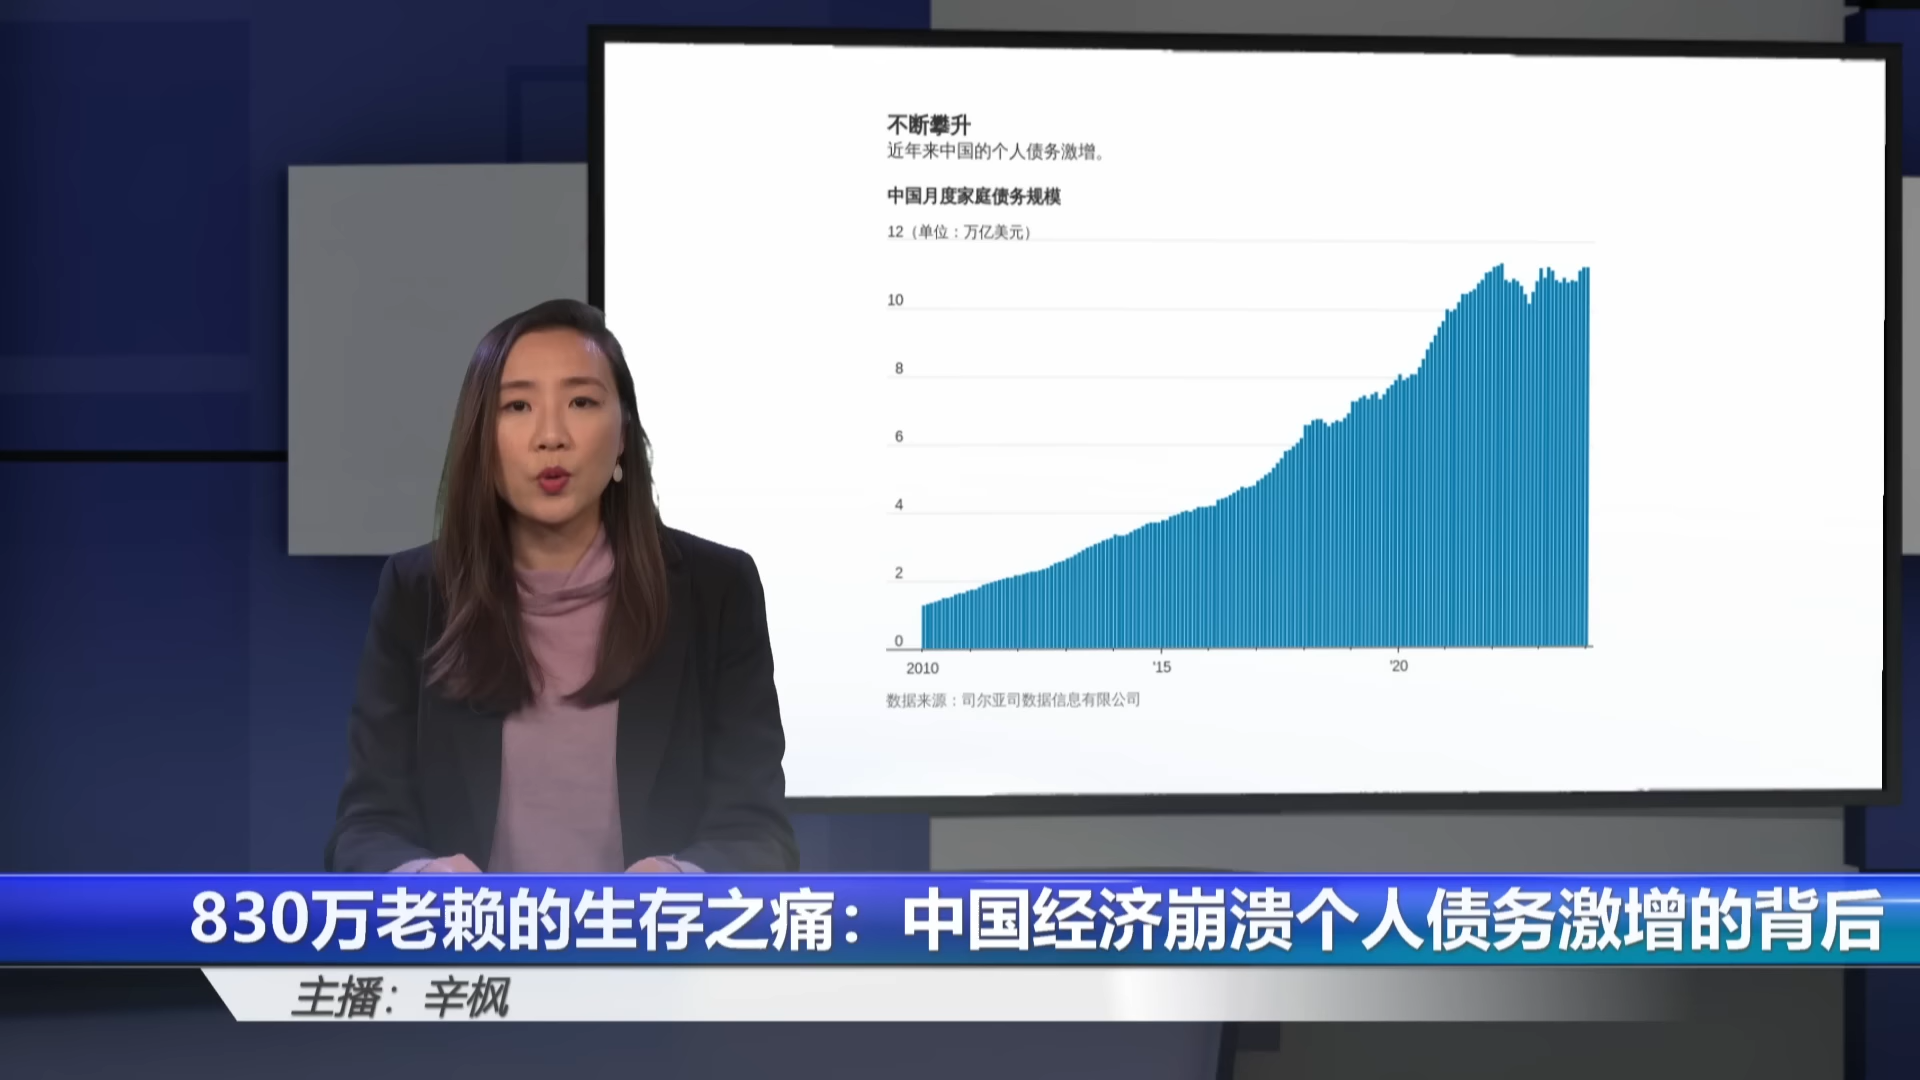 不断攀升
近年来中国的个人债务激增。
中国月度家庭债务规模
12（单位：万亿美元）
10
8
6
4
2
0
2010 '15 '20
数据来源：司尔亚司数据信息有限公司
830万老赖的生存之痛：中国经济崩溃个人债务激增的背后
主播：辛枫